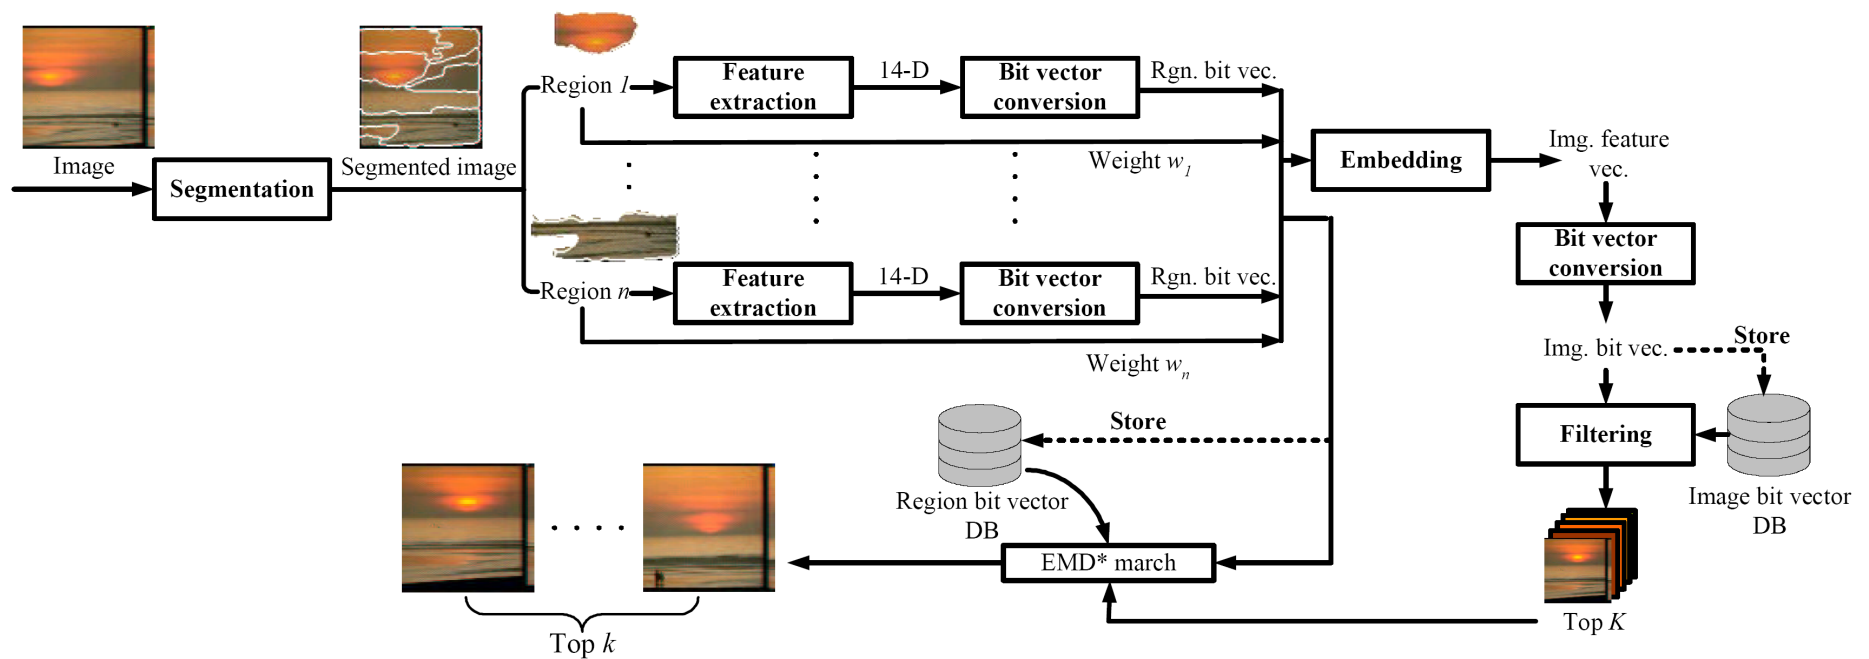 Image
Segmentation
Segmented image
Region 1
Feature
extraction
14-D
Bit vector
conversion
Rgn. bit vec.
Weight w1
Region n
Feature
extraction
14-D
Bit vector
conversion
Rgn. bit vec.
Weight wn
Embedding
Img. feature
vec.
Bit vector
conversion
Img. bit vec.
Store
Filtering
Image bit vector
DB
Top K
Store
Region bit vector
DB
EMD* march
Top k